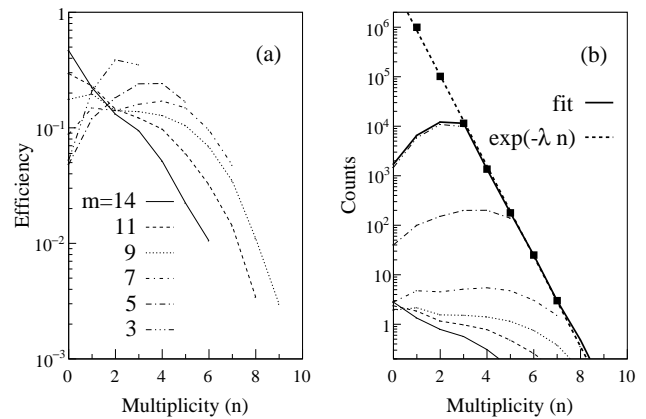 1
10⁻¹
10⁻²
10⁻³
Efficiency
(a)
m=14
11
9
7
5
3
0 2 4 6 8 10
Multiplicity (n)
10⁶
10⁵
10⁴
10³
10²
10
1
Counts
(b)
fit
exp(-λ n)
0 2 4 6 8 10
Multiplicity (n)